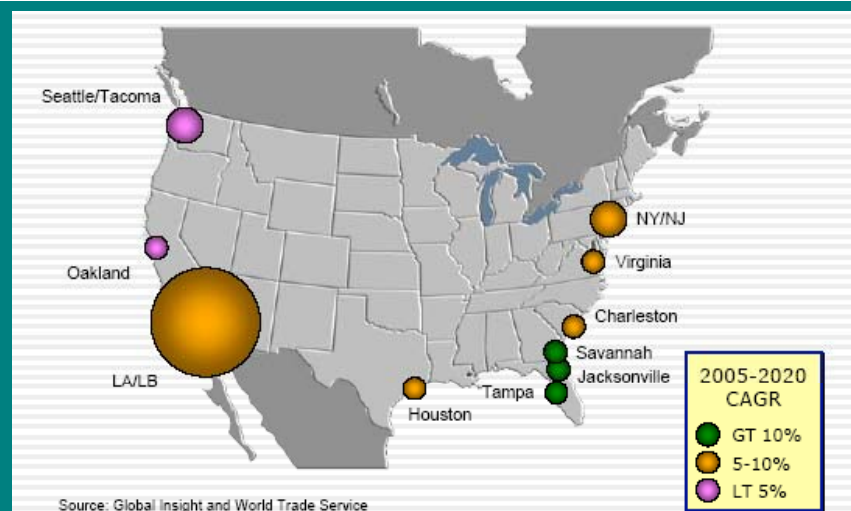 Seattle/Tacoma
NY/NJ
Virginia
Oakland
Charleston
Savannah
Jacksonville
LA/LB
Tampa
Houston
2005-2020
CAGR
GT 10%
5-10%
LT 5%
Source: Global Insight and World Trade Service